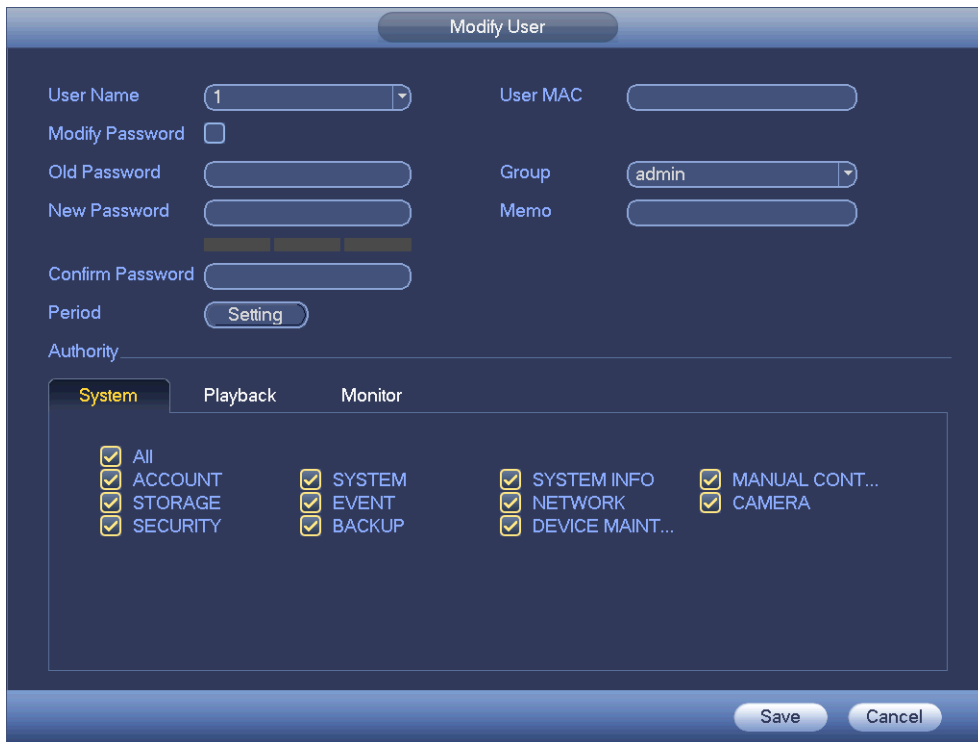 Modify User
User Name 1 User MAC
Modify Password
Old Password Group admin
New Password Memo
Confirm Password
Period Setting
Authority
System Playback Monitor
All
ACCOUNT SYSTEM SYSTEM INFO MANUAL CONT...
STORAGE EVENT NETWORK CAMERA
SECURITY BACKUP DEVICE MAINT...
Save Cancel